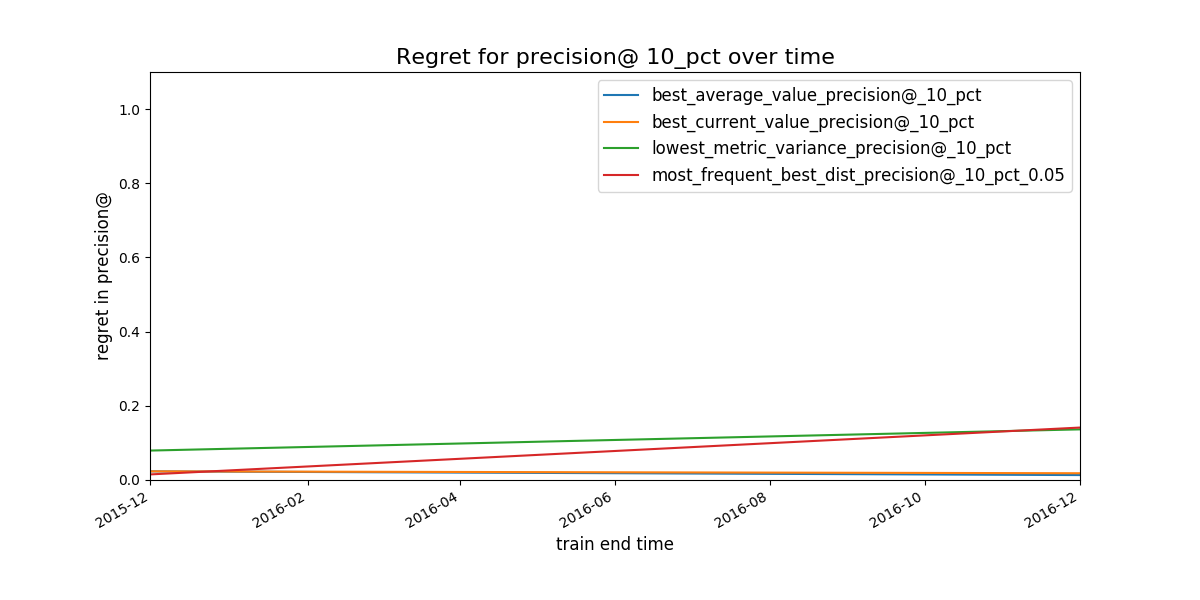 Regret for precision@ 10_pct over time
best_average_value_precision@_10_pct
best_current_value_precision@_10_pct
lowest_metric_variance_precision@_10_pct
most_frequent_best_dist_precision@_10_pct_0.05
regret in precision@
1.0
0.8
0.6
0.4
0.2
0.0
2015-12
2016-02
2016-04
2016-06
2016-08
2016-10
2016-12
train end time